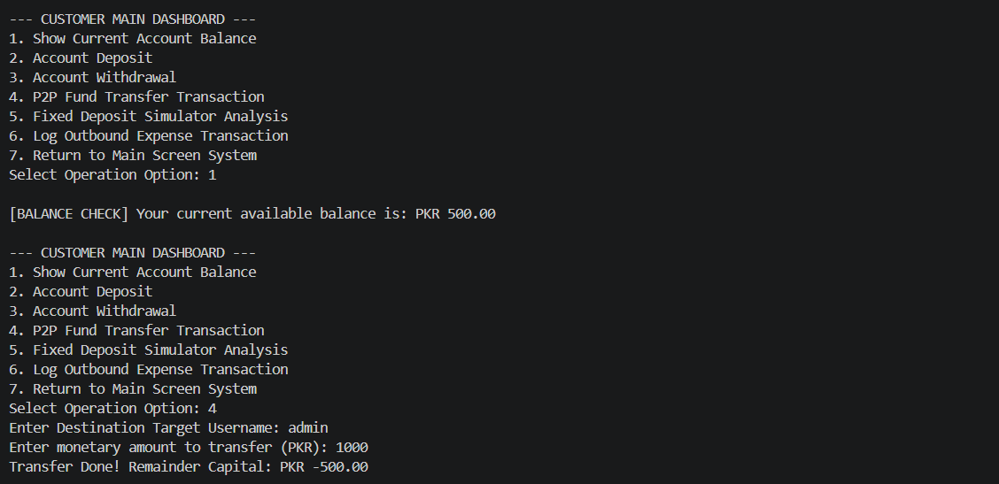 --- CUSTOMER MAIN DASHBOARD ---
1. Show Current Account Balance
2. Account Deposit
3. Account Withdrawal
4. P2P Fund Transfer Transaction
5. Fixed Deposit Simulator Analysis
6. Log Outbound Expense Transaction
7. Return to Main Screen System
Select Operation Option: 1
[BALANCE CHECK] Your current available balance is: PKR 500.00
--- CUSTOMER MAIN DASHBOARD ---
1. Show Current Account Balance
2. Account Deposit
3. Account Withdrawal
4. P2P Fund Transfer Transaction
5. Fixed Deposit Simulator Analysis
6. Log Outbound Expense Transaction
7. Return to Main Screen System
Select Operation Option: 4
Enter Destination Target Username: admin
Enter monetary amount to transfer (PKR): 1000
Transfer Done! Remainder Capital: PKR -500.00